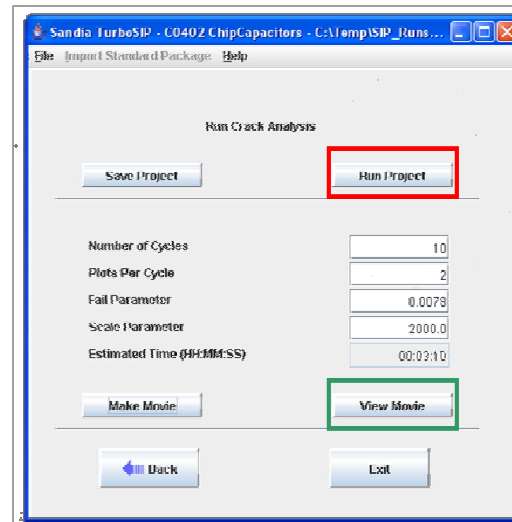 Sandia TurboSIP - C0402 ChipCapacitors - C:\Temp\SIP_Runs...
File Import Standard Package Help
Run Crack Analysis
Save Project Run Project
Number of Cycles 10
Plots Per Cycle 2
Fail Parameter 0.0078
Scale Parameter 2000.0
Estimated Time (HH:MM:SS) 00:03:10
Make Movie View Movie
Back Exit